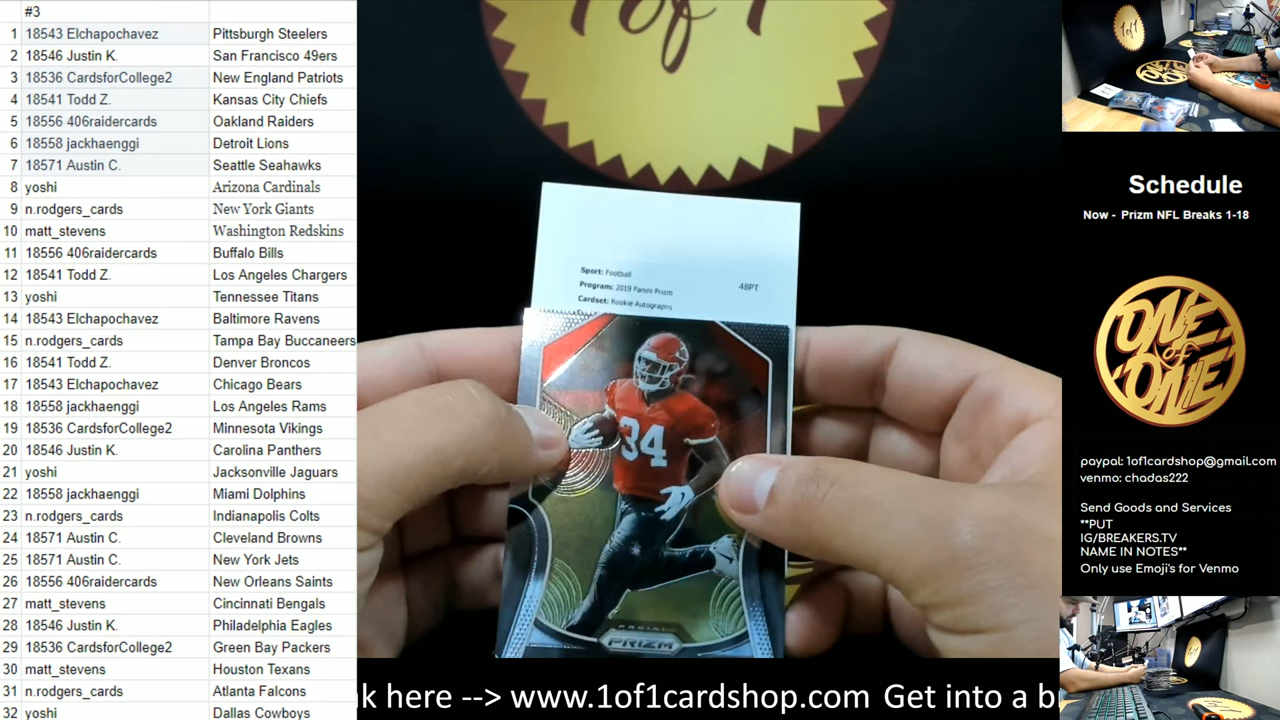 #3
1 18543 Elchapochavez Pittsburgh Steelers
2 18546 Justin K. San Francisco 49ers
3 18536 CardsforCollege2 New England Patriots
4 18541 Todd Z. Kansas City Chiefs
5 18556 406raidercards Oakland Raiders
6 18558 jackhaenggi Detroit Lions
7 18571 Austin C. Seattle Seahawks
8 yoshi Arizona Cardinals
9 n.rodgers_cards New York Giants
10 matt_stevens Washington Redskins
11 18556 406raidercards Buffalo Bills
12 18541 Todd Z. Los Angeles Chargers
13 yoshi Tennessee Titans
14 18543 Elchapochavez Baltimore Ravens
15 n.rodgers_cards Tampa Bay Buccaneers
16 18541 Todd Z. Denver Broncos
17 18543 Elchapochavez Chicago Bears
18 18558 jackhaenggi Los Angeles Rams
19 18536 CardsforCollege2 Minnesota Vikings
20 18546 Justin K. Carolina Panthers
21 yoshi Jacksonville Jaguars
22 18558 jackhaenggi Miami Dolphins
23 n.rodgers_cards Indianapolis Colts
24 18571 Austin C. Cleveland Browns
25 18571 Austin C. New York Jets
26 18556 406raidercards New Orleans Saints
27 matt_stevens Cincinnati Bengals
28 18546 Justin K. Philadelphia Eagles
29 18536 CardsforCollege2 Green Bay Packers
30 matt_stevens Houston Texans
31 n.rodgers_cards Atlanta Falcons
32 yoshi Dallas Cowboys
1 of 1
Sport: Football
Program: 2019 Panini Prizm
48PT
Cardset: Rookie Autographs
34
PANINI
PRIZM
k here --> www.1of1cardshop.com Get into a b
1 of 1
Schedule
Now - Prizm NFL Breaks 1-18
ONE
of
ONE
paypal: 1of1cardshop@gmail.com
venmo: chadas222
Send Goods and Services
**PUT
IG/BREAKERS.TV
NAME IN NOTES**
Only use Emoji's for Venmo